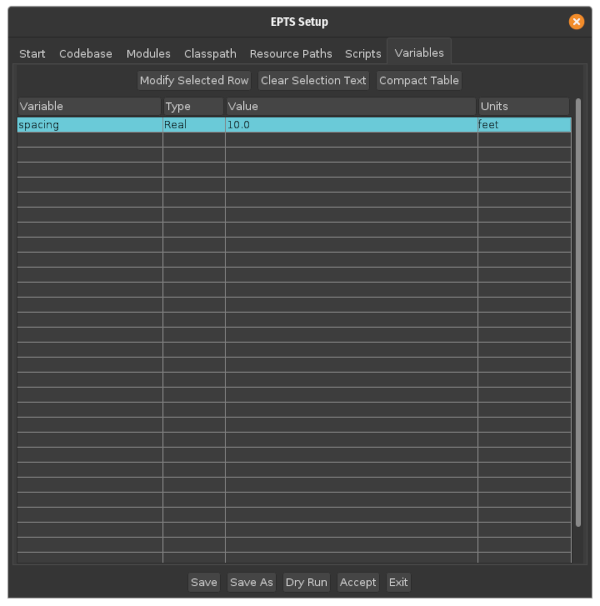 EPTS Setup
Start Codebase Modules Classpath Resource Paths Scripts Variables
Modify Selected Row Clear Selection Text Compact Table
Variable Type Value Units
spacing Real 10.0 feet
Save Save As Dry Run Accept Exit